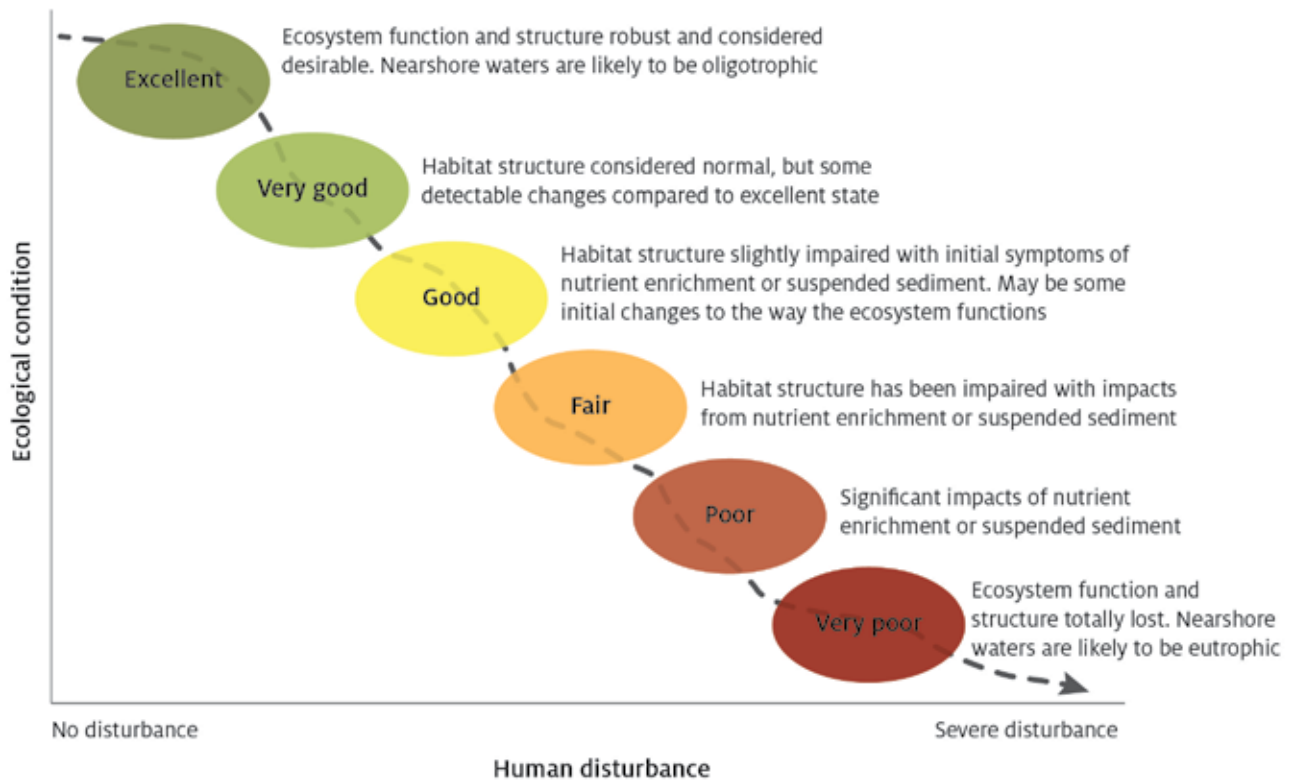 Excellent
Ecosystem function and structure robust and considered
desirable. Nearshore waters are likely to be oligotrophic
Very good
Habitat structure considered normal, but some
detectable changes compared to excellent state
Good
Habitat structure slightly impaired with initial symptoms of
nutrient enrichment or suspended sediment. May be some
initial changes to the way the ecosystem functions
Fair
Habitat structure has been impaired with impacts
from nutrient enrichment or suspended sediment
Poor
Significant impacts of nutrient
enrichment or suspended sediment
Very poor
Ecosystem function and
structure totally lost. Nearshore
waters are likely to be eutrophic
Ecological condition
No disturbance
Severe disturbance
Human disturbance